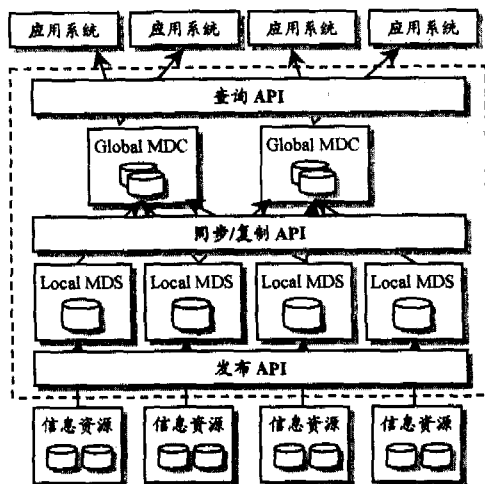 应用系统 应用系统 应用系统 应用系统
查询 API
Global MDC Global MDC
同步/复制 API
Local MDS Local MDS Local MDS Local MDS
发布 API
信息资源 信息资源 信息资源 信息资源